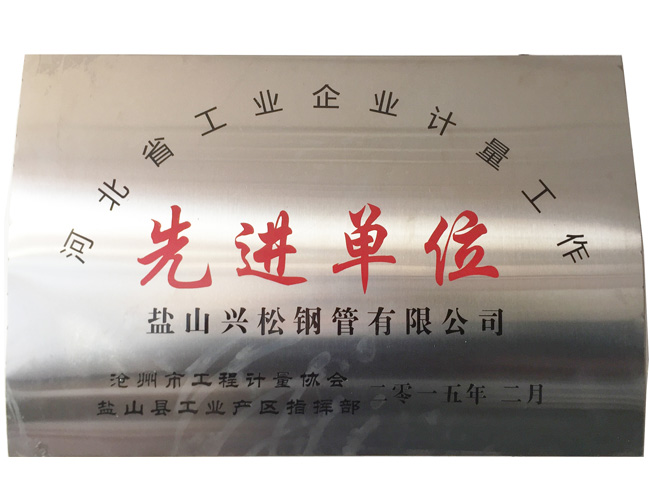 河北省工业企业计量工作
先进单位
盐山兴松钢管有限公司
沧州市工程计量协会
盐山县工业产区指挥部
二零一五年 二月